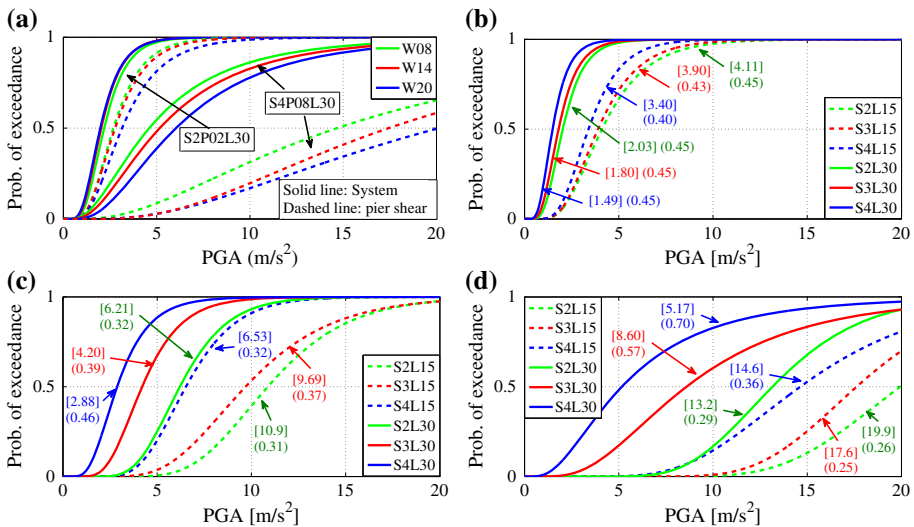 (a)
Prob. of exceedance
1
0.5
0
0
5
10
15
20
PGA (m/s²)
W08
W14
W20
S4P08L30
S2P02L30
Solid line: System
Dashed line: pier shear
(b)
Prob. of exceedance
1
0.5
0
0
5
10
15
20
PGA [m/s²]
[4.11]
(0.45)
[3.90]
(0.43)
[3.40]
(0.40)
[2.03] (0.45)
[1.80] (0.45)
[1.49] (0.45)
S2L15
S3L15
S4L15
S2L30
S3L30
S4L30
(c)
Prob. of exceedance
1
0.5
0
0
5
10
15
20
PGA [m/s²]
[6.21]
(0.32)
[6.53]
(0.32)
[4.20]
(0.39)
[2.88]
(0.46)
[9.69]
(0.37)
[10.9]
(0.31)
S2L15
S3L15
S4L15
S2L30
S3L30
S4L30
(d)
Prob. of exceedance
1
0.5
0
0
5
10
15
20
PGA [m/s²]
S2L15
S3L15
S4L15
S2L30
S3L30
S4L30
[5.17]
(0.70)
[8.60]
(0.57)
[14.6]
(0.36)
[13.2]
(0.29)
[17.6]
(0.25)
[19.9]
(0.26)